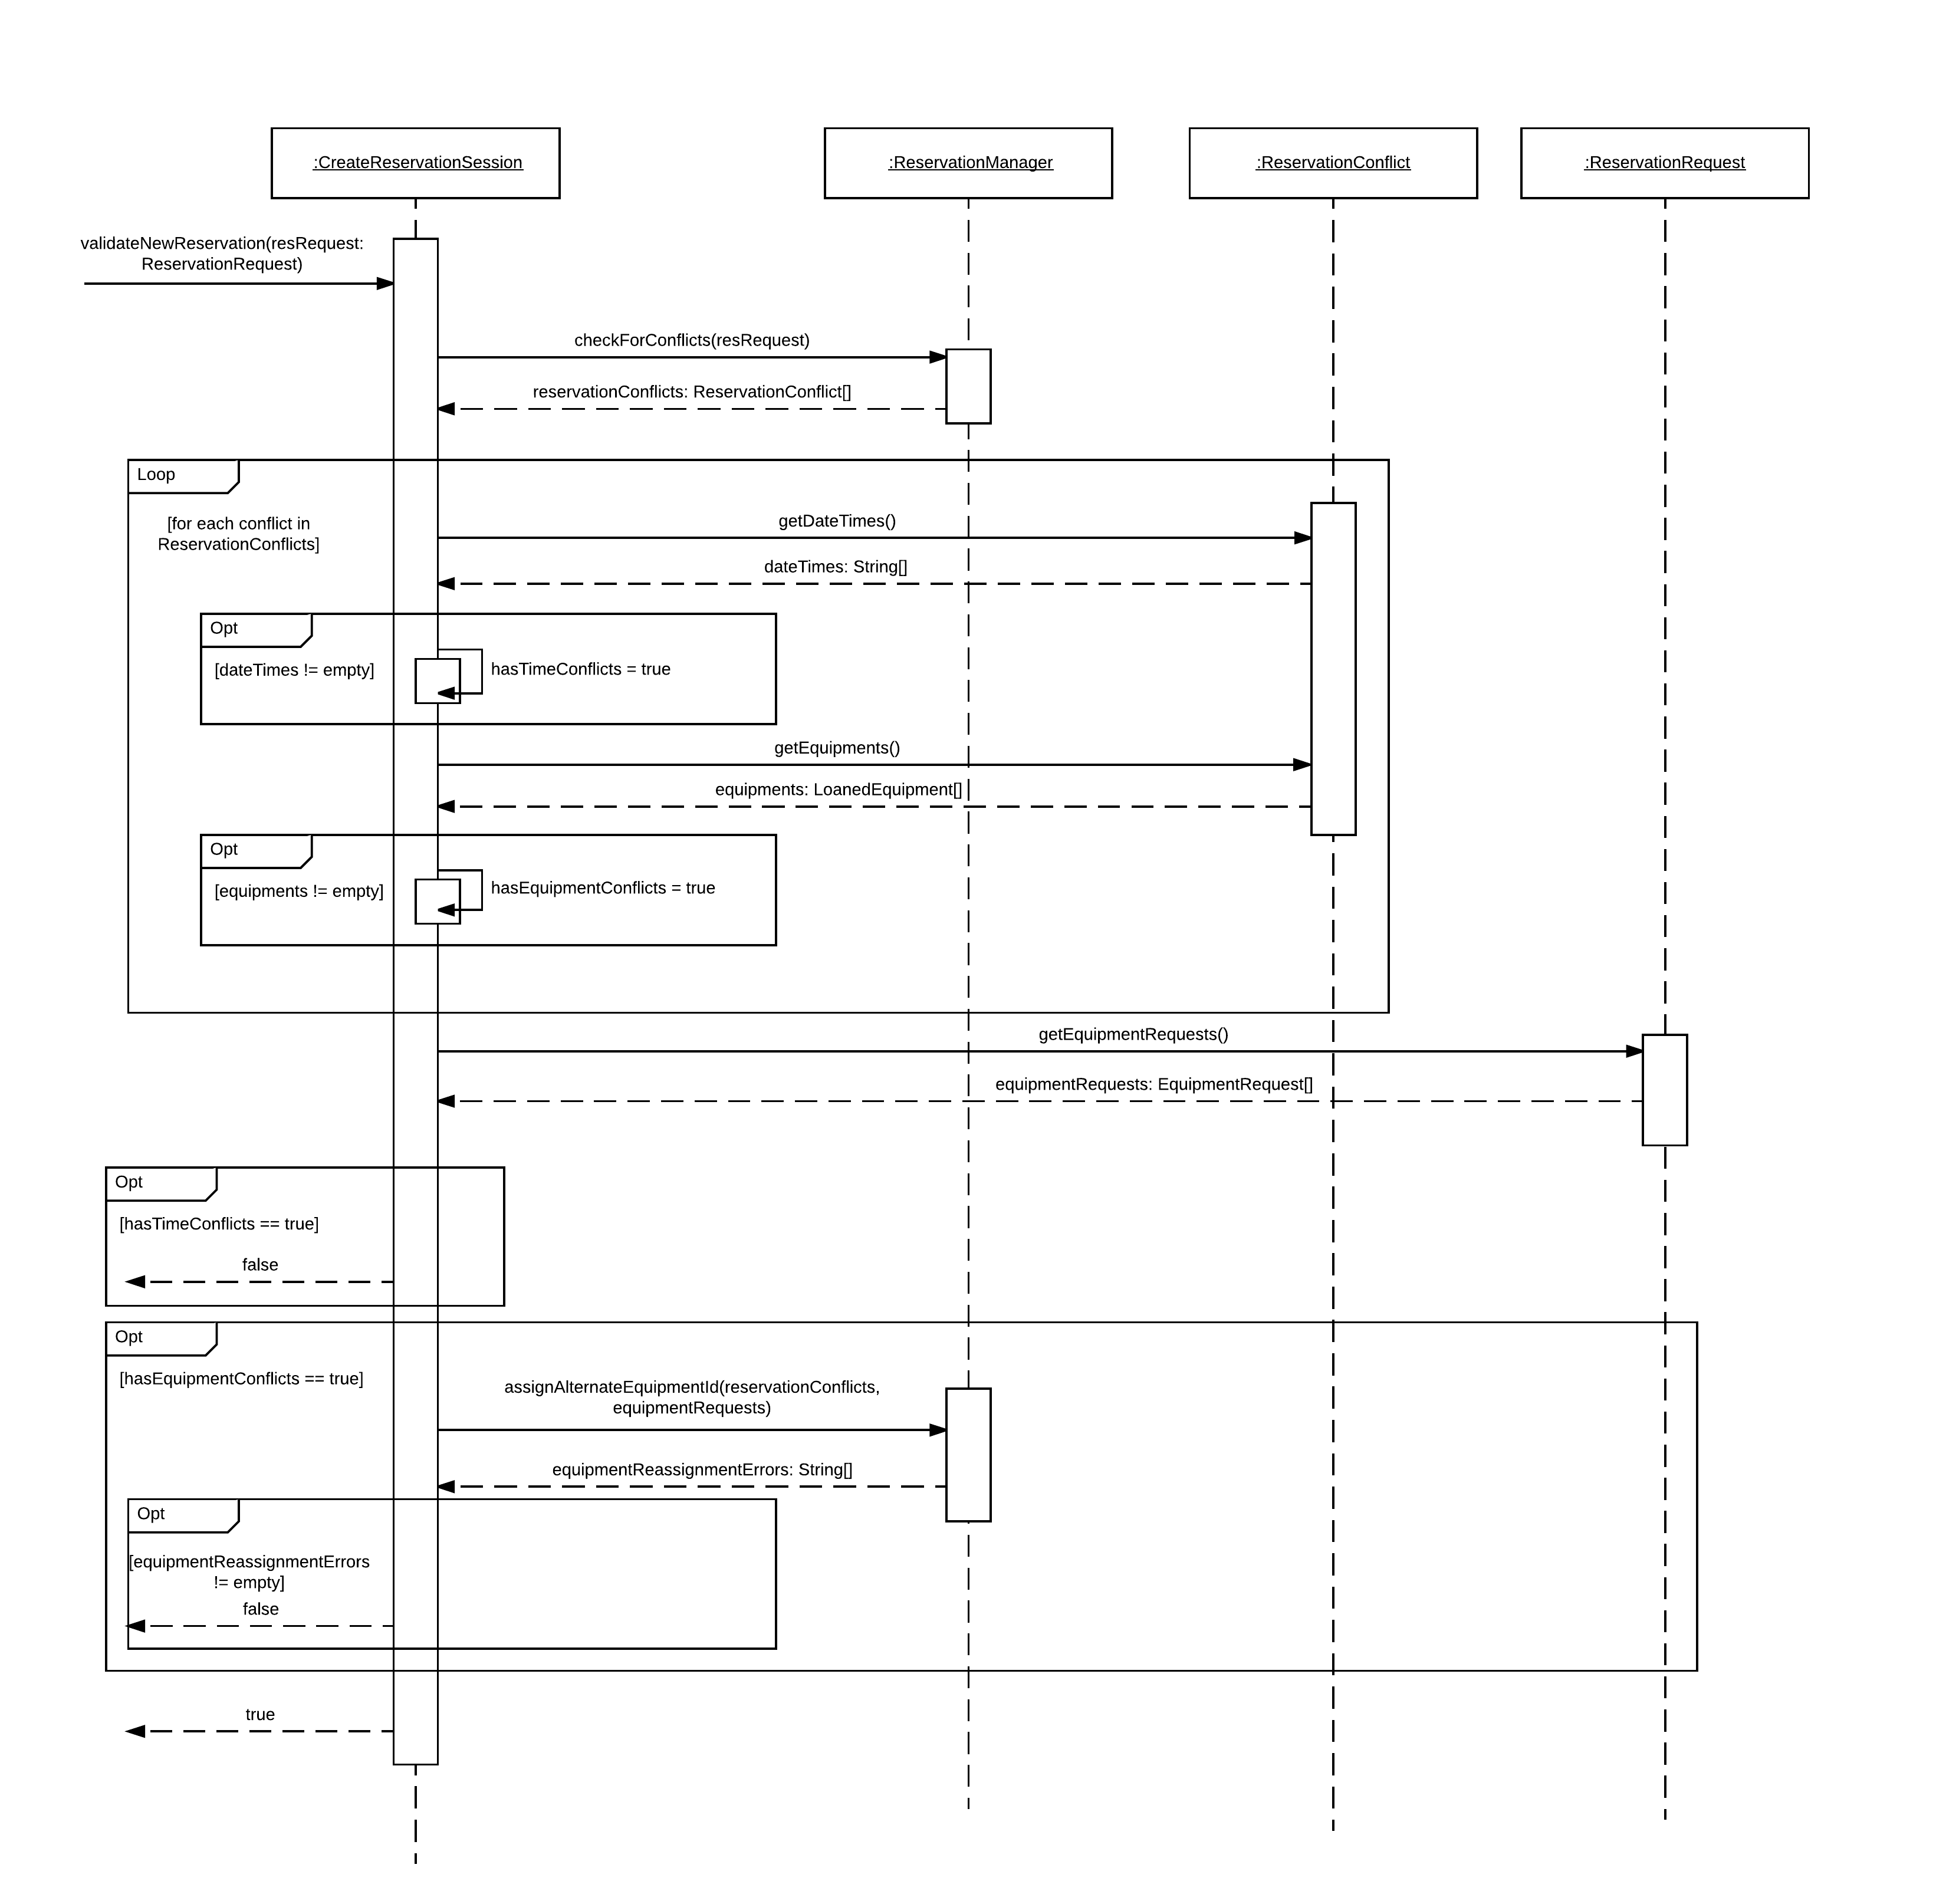 :CreateReservationSession
:ReservationManager
:ReservationConflict
:ReservationRequest
validateNewReservation(resRequest:
ReservationRequest)
checkForConflicts(resRequest)
reservationConflicts: ReservationConflict[]
Loop
[for each conflict in
ReservationConflicts]
getDateTimes()
dateTimes: String[]
Opt
[dateTimes != empty]
hasTimeConflicts = true
getEquipments()
equipments: LoanedEquipment[]
Opt
[equipments != empty]
hasEquipmentConflicts = true
getEquipmentRequests()
equipmentRequests: EquipmentRequest[]
Opt
[hasTimeConflicts == true]
false
Opt
[hasEquipmentConflicts == true]
assignAlternateEquipmentId(reservationConflicts,
equipmentRequests)
equipmentReassignmentErrors: String[]
Opt
[equipmentReassignmentErrors
!= empty]
false
true